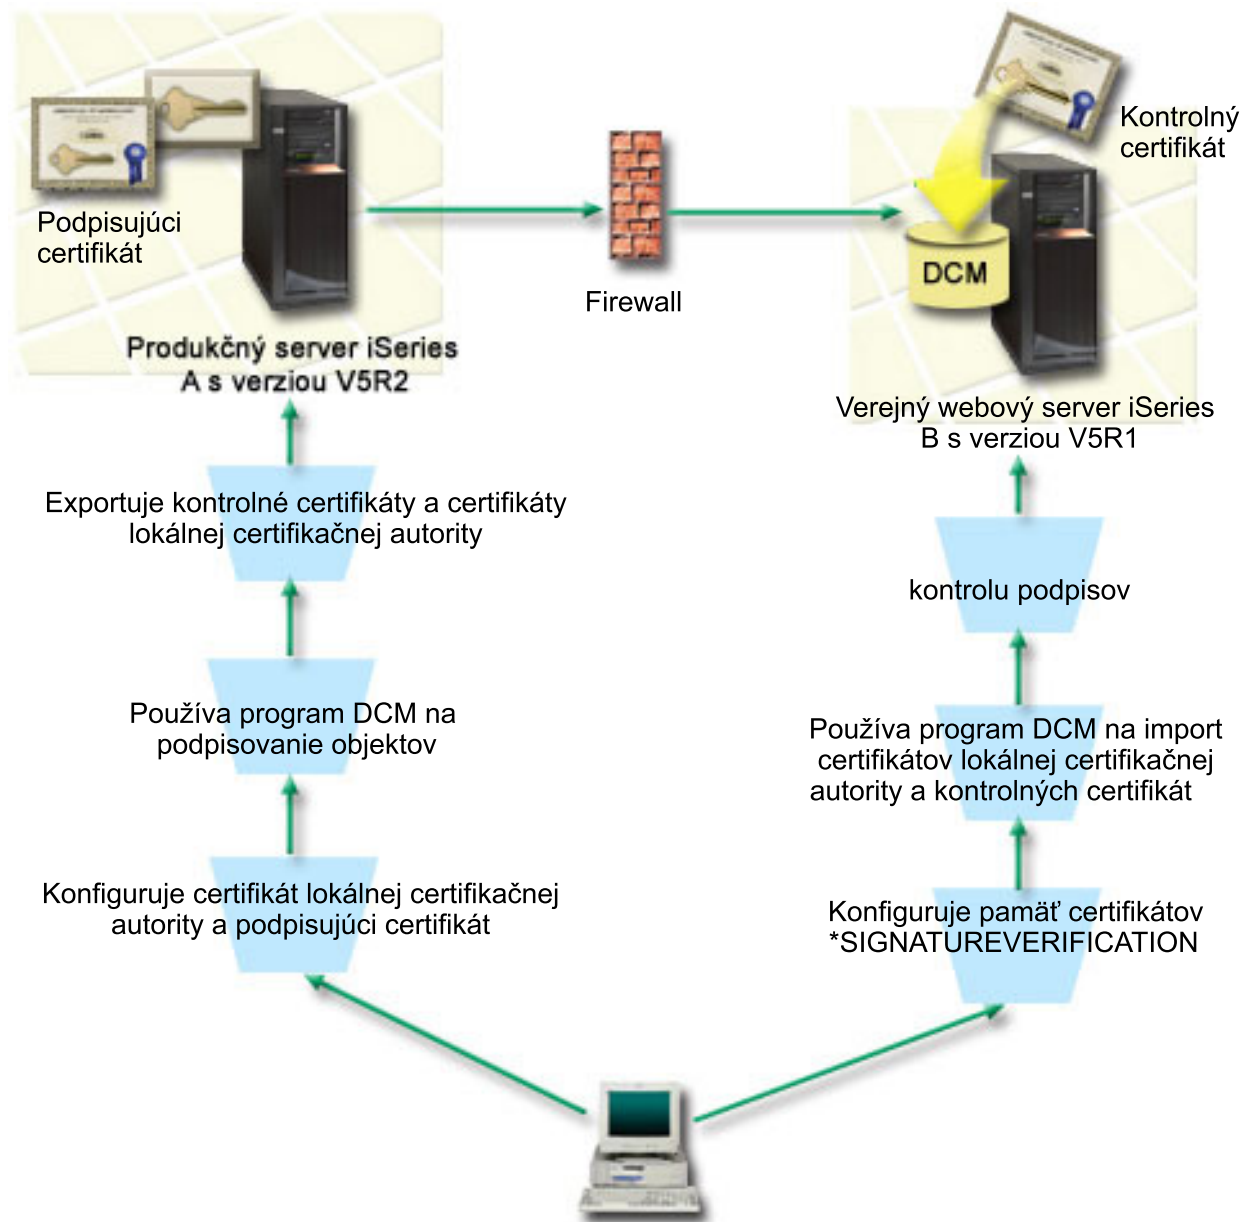 Kontrolný
certifikát
Podpisujúci
certifikát
DCM
Firewall
Produkčný server iSeries
A s verziou V5R2
Verejný webový server iSeries
B s verziou V5R1
Exportuje kontrolné certifikáty a certifikáty
lokálnej certifikačnej autority
kontrolu podpisov
Používa program DCM na
podpisovanie objektov
Používa program DCM na import
certifikátov lokálnej certifikačnej
autority a kontrolných certifikát
Konfiguruje certifikát lokálnej certifikačnej
autority a podpisujúci certifikát
Konfiguruje pamäť certifikátov
*SIGNATUREVERIFICATION